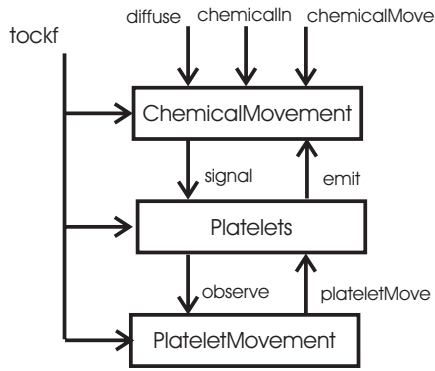 diffuse
chemicalIn
chemicalMove
tockf
ChemicalMovement
signal
emit
Platelets
observe
plateletMove
PlateletMovement